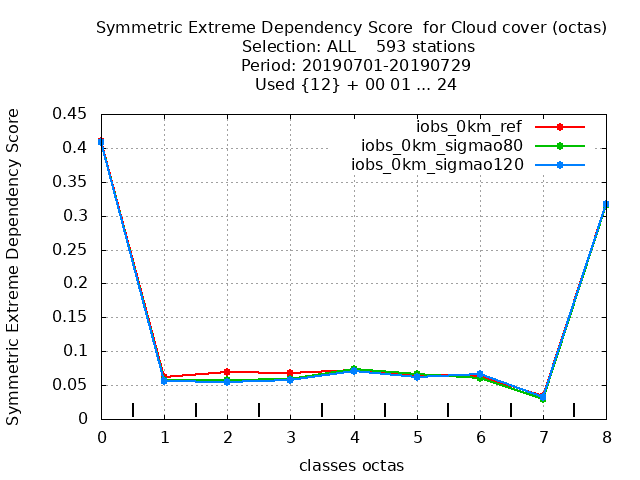 Symmetric Extreme Dependency Score  for Cloud cover (octas)
Selection: ALL    593 stations
Period: 20190701-20190729
Used {12} + 00 01 ... 24
Symmetric Extreme Dependency Score
0.45
0.4
0.35
0.3
0.25
0.2
0.15
0.1
0.05
0
iobs_0km_ref
iobs_0km_sigmao80
iobs_0km_sigmao120
0 1 2 3 4 5 6 7 8
classes octas